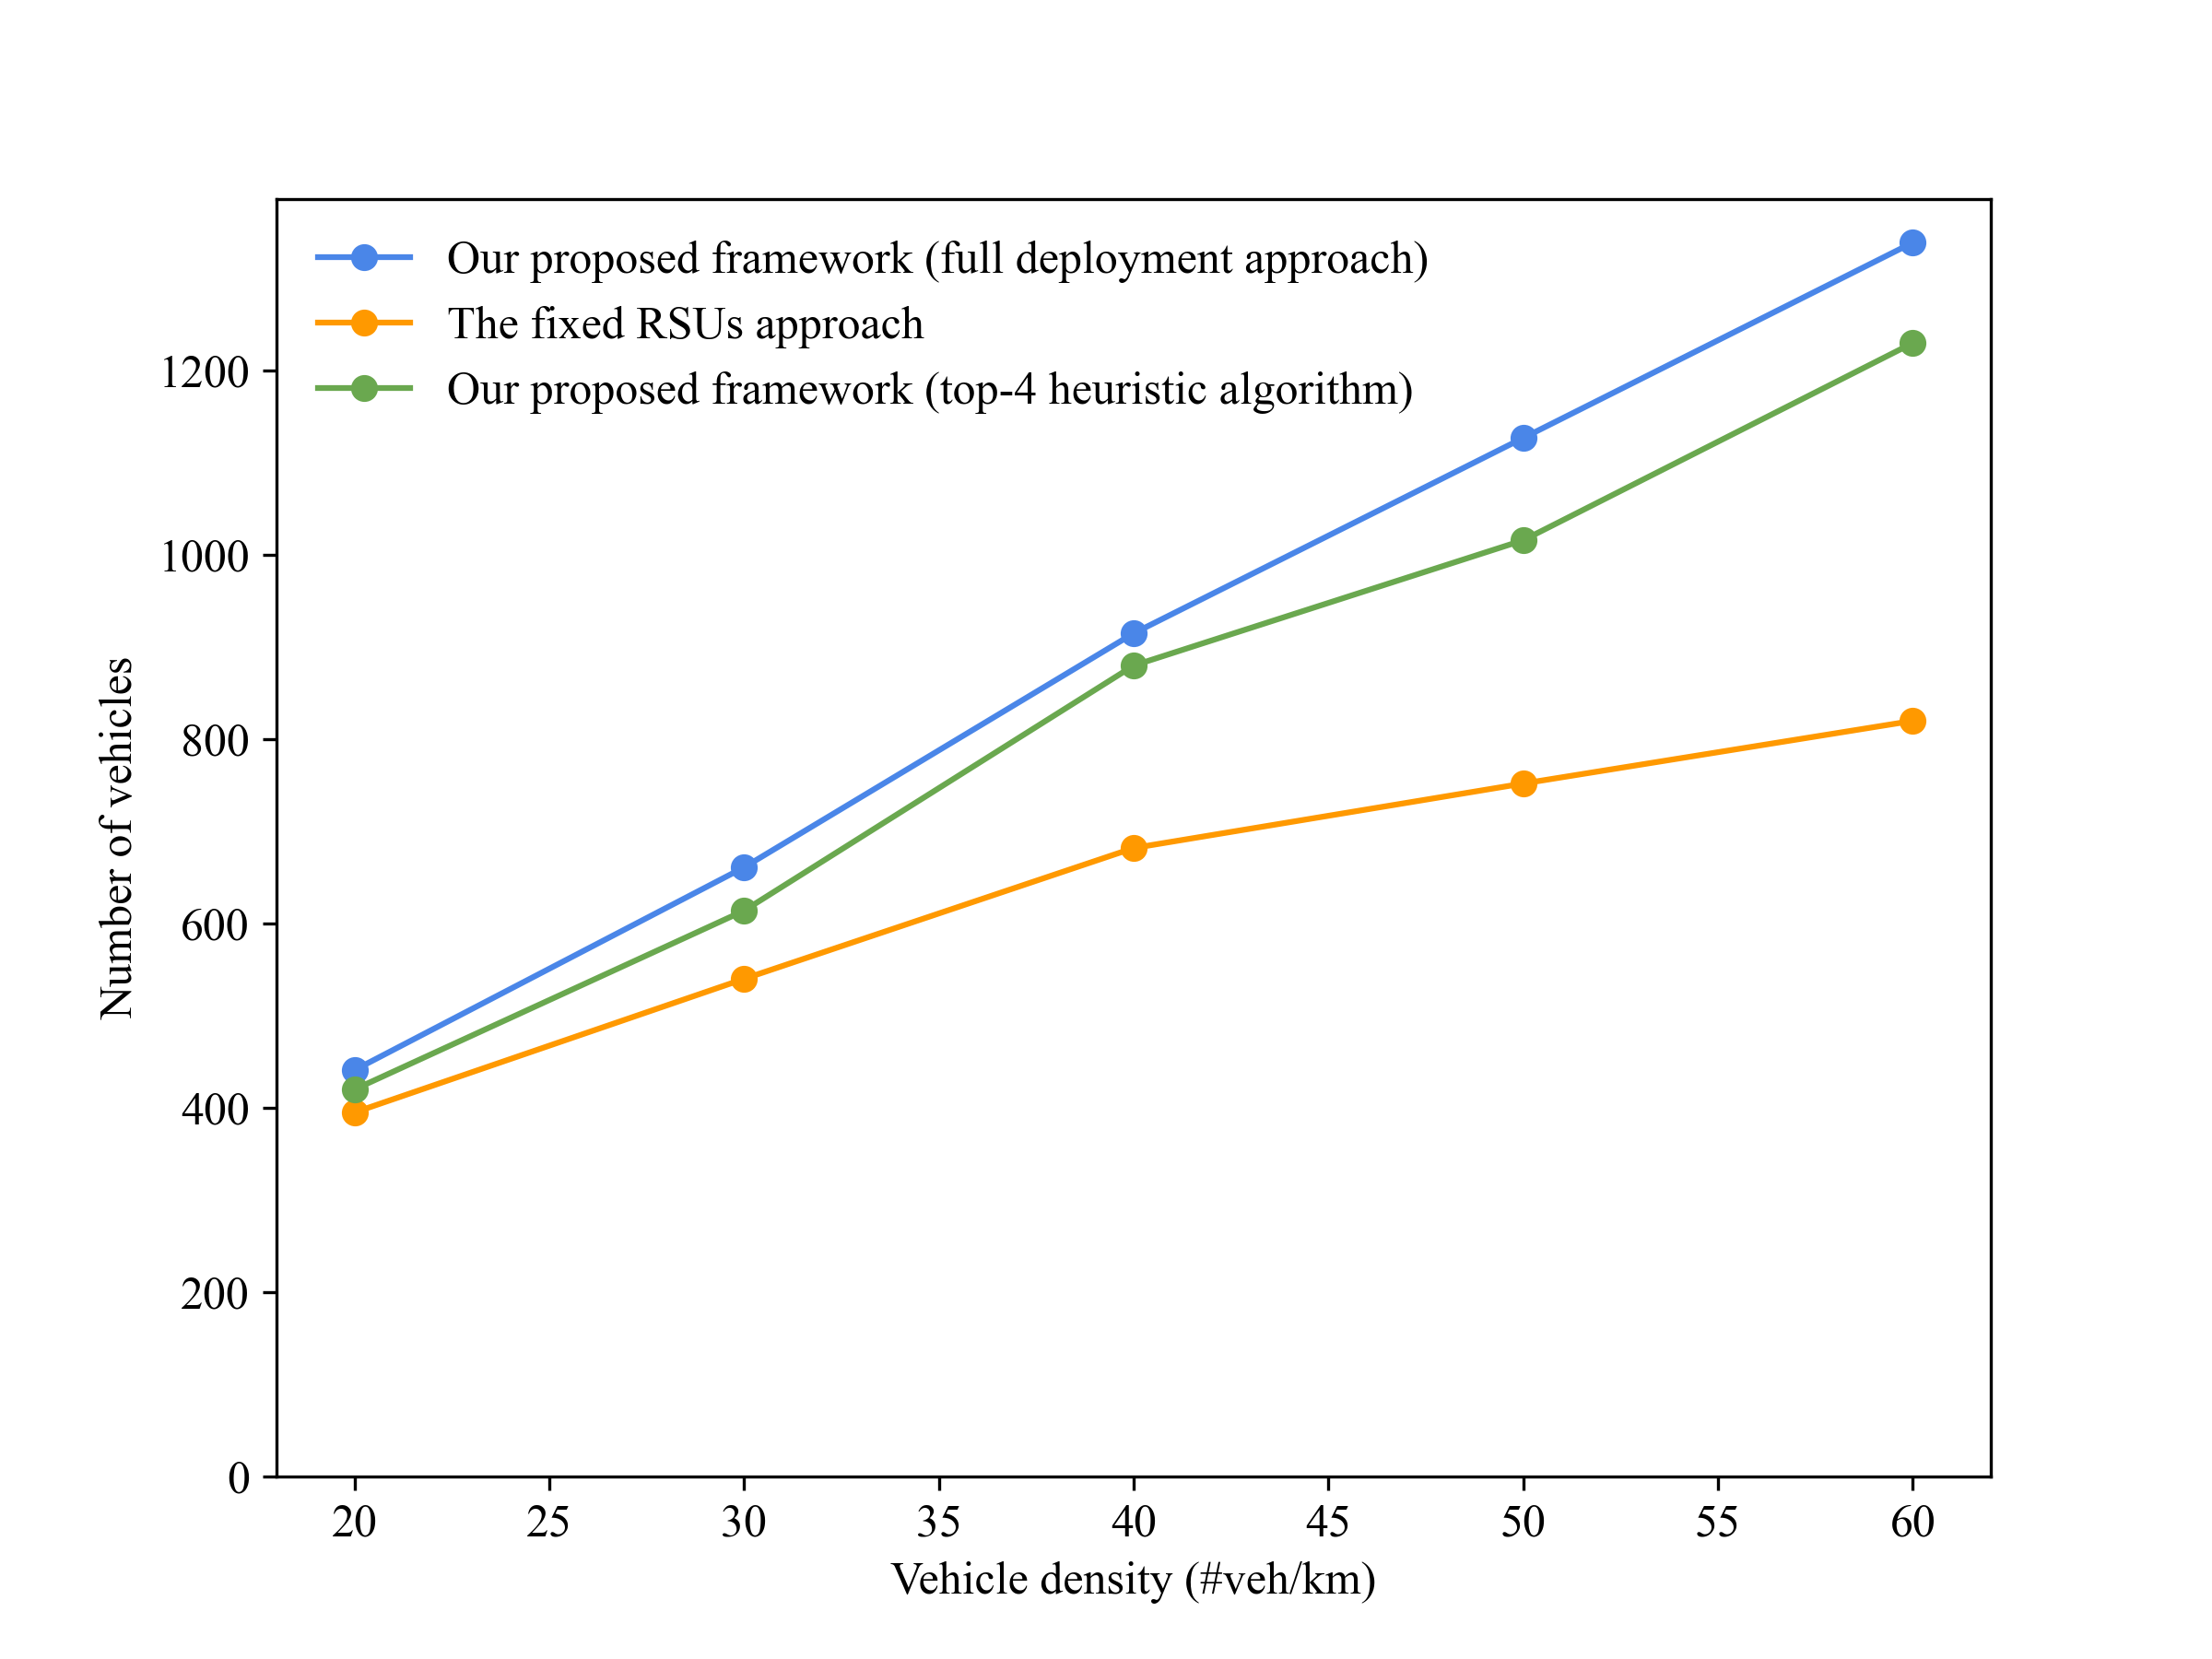 Our proposed framework (full deployment approach)
The fixed RSUs approach
Our proposed framework (top-4 heuristic algorithm)
Number of vehicles
1200
1000
800
600
400
200
0
20 25 30 35 40 45 50 55 60
Vehicle density (#veh/km)